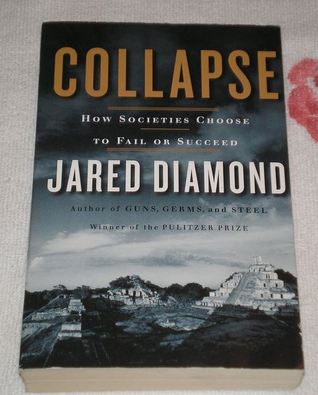 COLLAPSE
HOW SOCIETIES CHOOSE
TO FAIL OR SUCCEED
JARED DIAMOND
Author of GUNS, GERMS, and STEEL
Winner of the PULITZER PRIZE